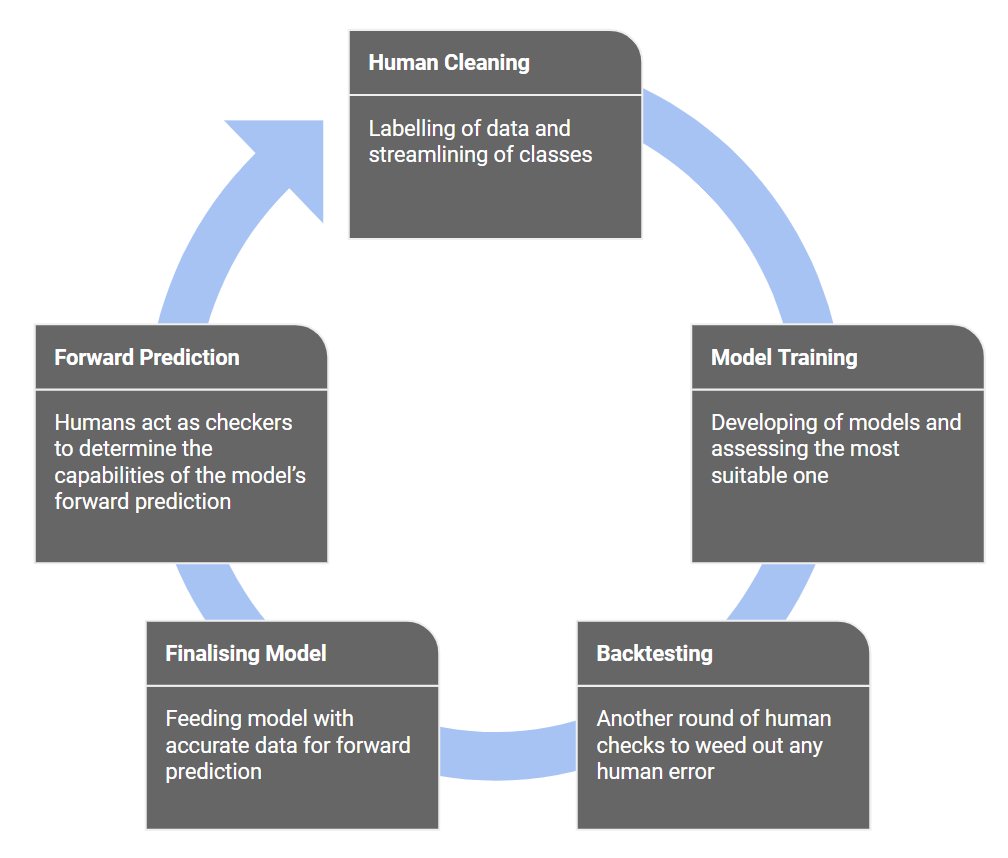 Human Cleaning
Labelling of data and
streamlining of classes
Model Training
Developing of models and
assessing the most
suitable one
Backtesting
Another round of human
checks to weed out any
human error
Finalising Model
Feeding model with
accurate data for forward
prediction
Forward Prediction
Humans act as checkers
to determine the
capabilities of the model’s
forward prediction